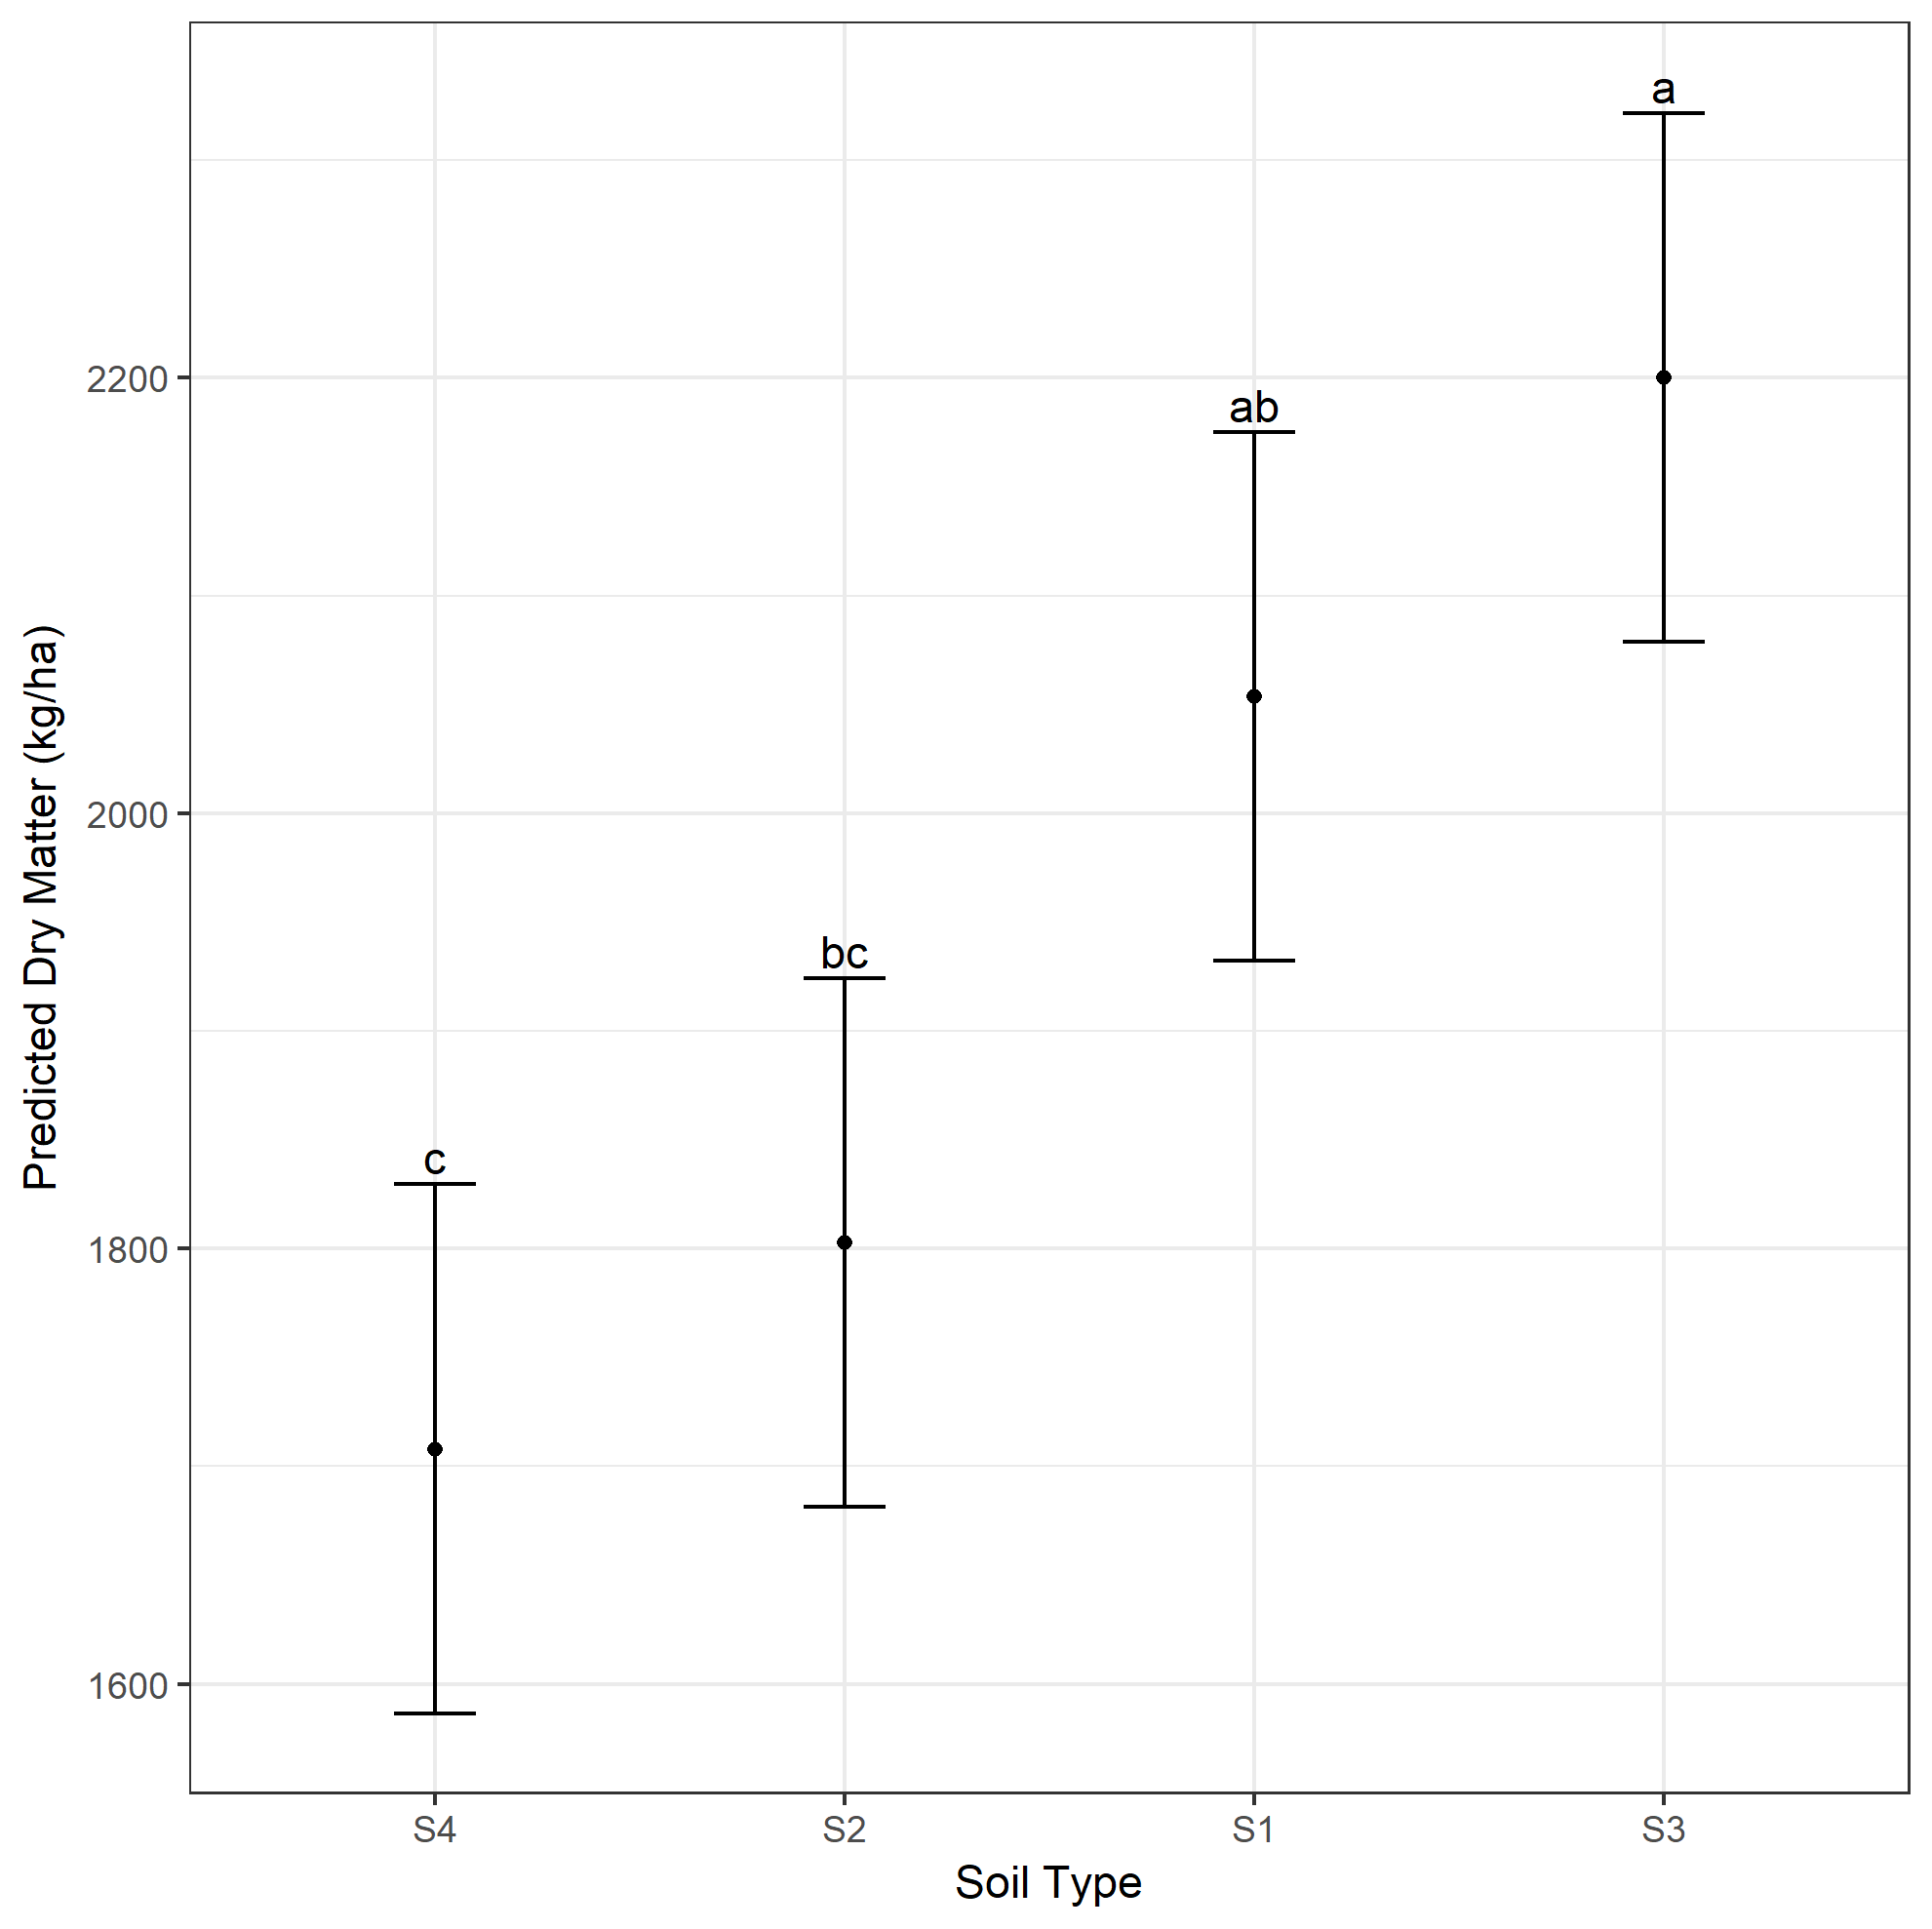 a
2200
ab
Predicted Dry Matter (kg/ha)
2000
bc
c
1800
1600
S4 S2 S1 S3
Soil Type